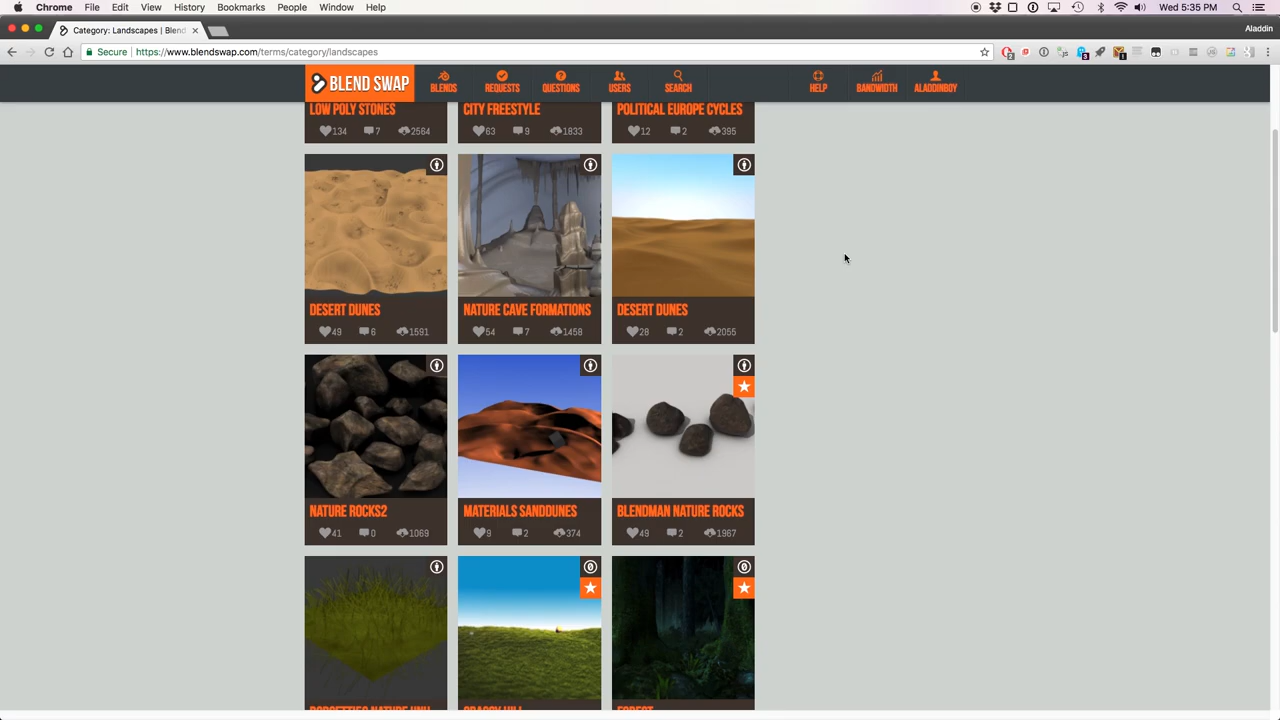 Chrome File Edit View History Bookmarks People Window Help
Wed 5:35 PM
Category: Landscapes | Blend
Aladdin
Secure https://www.blendswap.com/terms/category/landscapes
BLEND SWAP
BLENDS REQUESTS QUESTIONS USERS SEARCH HELP BANDWIDTH ALADDINBOY
LOW POLY STONES CITY FREESTYLE POLITICAL EUROPE CYCLES
134 7 2564 63 9 1833 12 2 395
DESERT DUNES NATURE CAVE FORMATIONS DESERT DUNES
49 6 1591 54 7 1458 28 2 2055
NATURE ROCKS2 MATERIALS SANDDUNES BLENDMAN NATURE ROCKS
41 0 1069 9 2 374 49 2 1967
GRASSY HILL FOREST